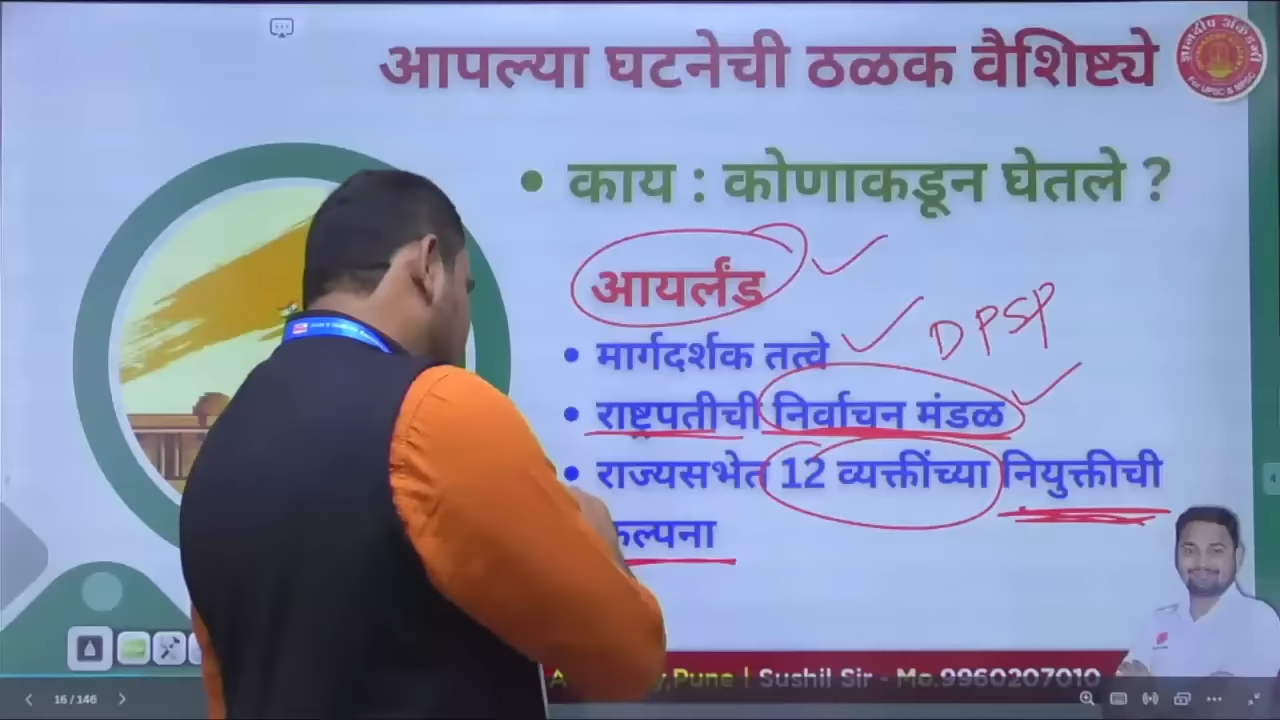 आपल्या घटनेची ठळक वैशिष्ट्ये
• काय : कोणाकडून घेतले ?
आयर्लंड
• मार्गदर्शक तत्वे
DPSP
• राष्ट्रपतीची निर्वाचन मंडळ
• राज्यसभेत 12 व्यक्तींच्या नियुक्तीची
कल्पना
Pune | Sushil Sir - Mo.9960207010
16 / 146